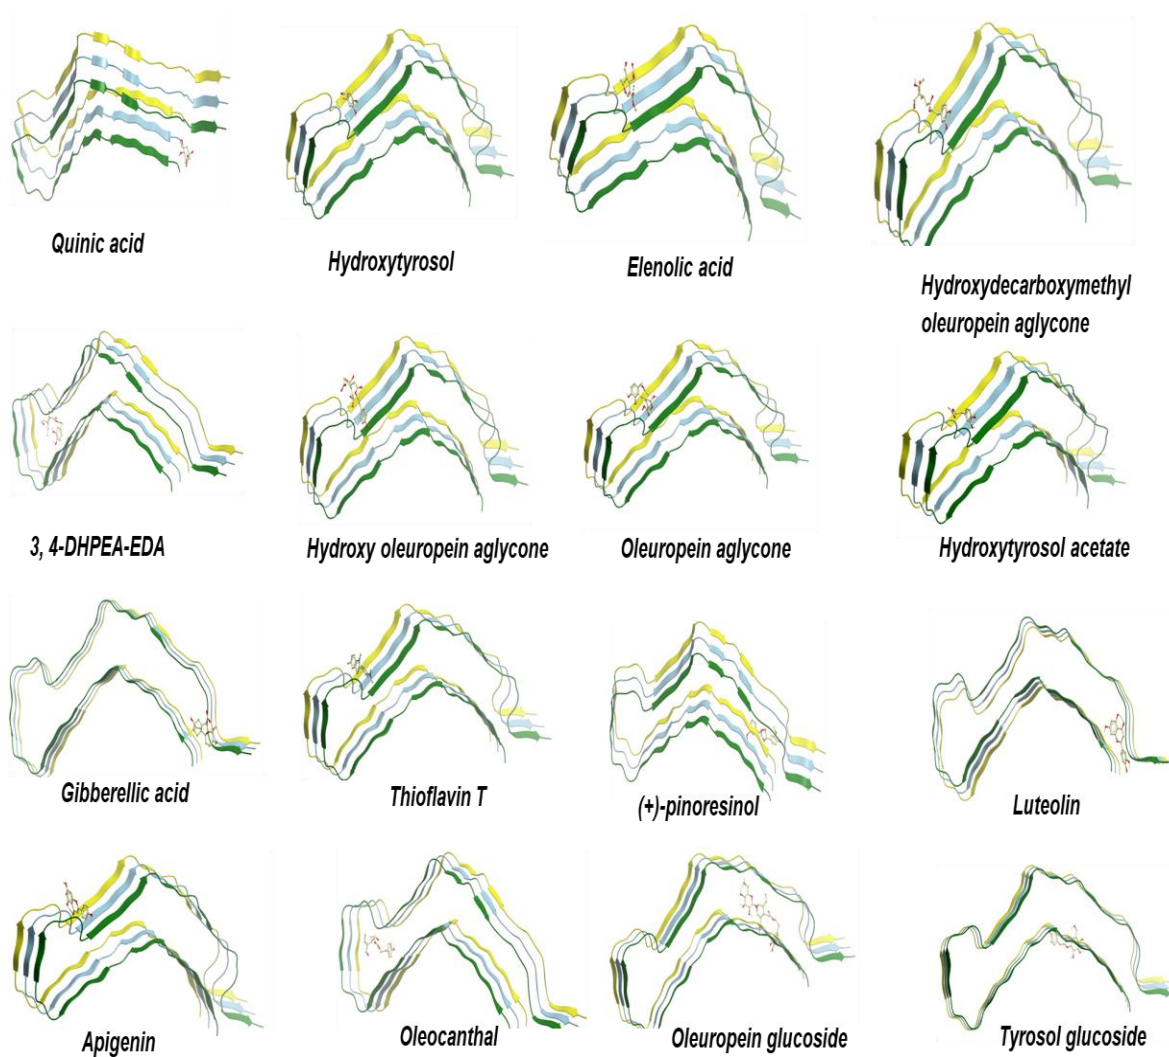 Quinic acid
Hydroxytyrosol
Elenolic acid
Hydroxydecarboxymethyl
oleuropein aglycone
3, 4-DHPEA-EDA
Hydroxy oleuropein aglycone
Oleuropein aglycone
Hydroxytyrosol acetate
Gibberellic acid
Thioflavin T
(+)-pinoresinol
Luteolin
Apigenin
Oleocanthal
Oleuropein glucoside
Tyrosol glucoside